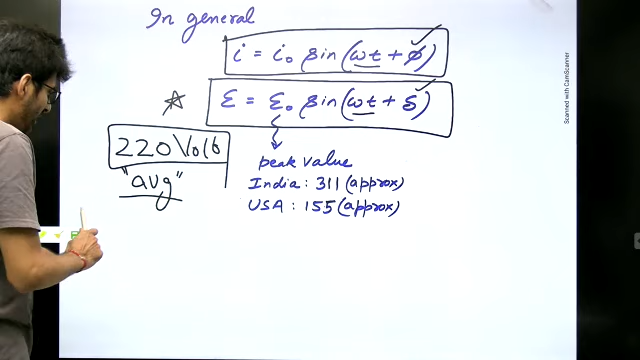 In general
i = i₀ sin (ωt + φ)
ε = ε₀ sin (ωt + δ)
220 Volt
"avg"
peak value
India : 311 (approx)
USA : 155 (approx)
Scanned with CamScanner